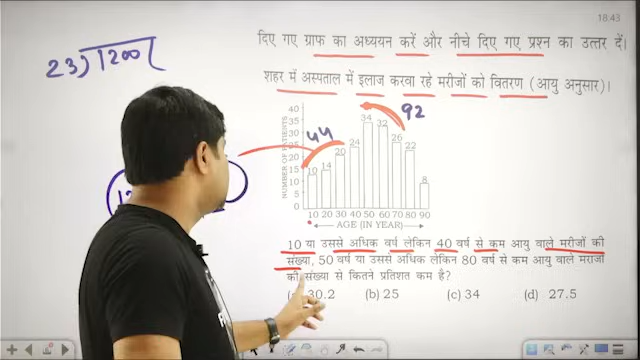 18:43
दिए गए ग्राफ का अध्ययन करें और नीचे दिए गए प्रश्न का उत्तर दें।
23) 1200
शहर में अस्पताल में इलाज करवा रहे मरीजों को वितरण (आयु अनुसार)।
92
44
NUMBER OF PATIENTS
40
35
30
25
20
15
10
5
0
10 14 20 24 34 32 26 22 8
10 20 30 40 50 60 70 80 90
AGE (IN YEAR)
10 या उससे अधिक वर्ष लेकिन 40 वर्ष से कम आयु वाले मरीजों की
संख्या, 50 वर्ष या उससे अधिक लेकिन 80 वर्ष से कम आयु वाले मरीजों
की संख्या से कितने प्रतिशत कम है?
30.2 (b) 25 (c) 34 (d) 27.5